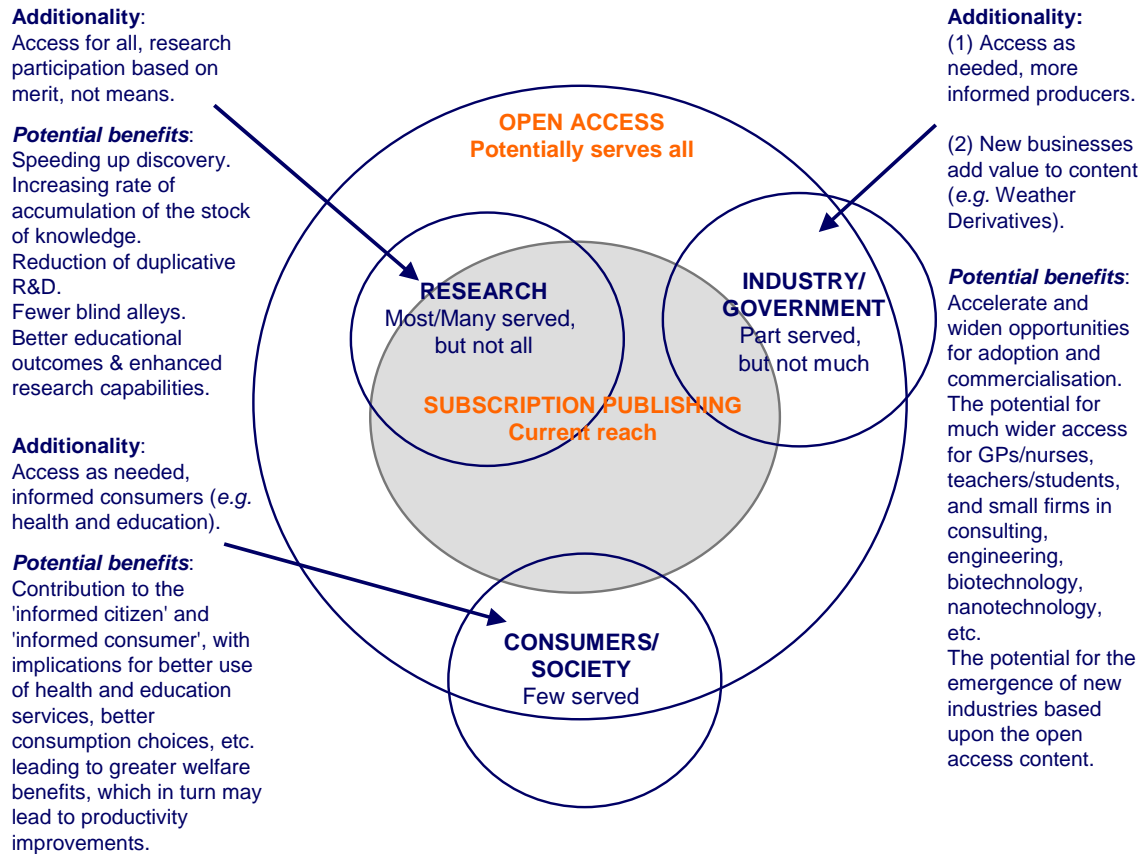 Additionality:
Access for all, research
participation based on
merit, not means.
Potential benefits:
Speeding up discovery.
Increasing rate of
accumulation of the stock
of knowledge.
Reduction of duplicative
R&D.
Fewer blind alleys.
Better educational
outcomes & enhanced
research capabilities.
Additionality:
Access as needed,
informed consumers (e.g.
health and education).
Potential benefits:
Contribution to the
'informed citizen' and
'informed consumer', with
implications for better use
of health and education
services, better
consumption choices, etc.
leading to greater welfare
benefits, which in turn may
lead to productivity
improvements.
OPEN ACCESS
Potentially serves all
RESEARCH
Most/Many served,
but not all
INDUSTRY/
GOVERNMENT
Part served,
but not much
SUBSCRIPTION PUBLISHING
Current reach
CONSUMERS/
SOCIETY
Few served
Additionality:
(1) Access as
needed, more
informed producers.
(2) New businesses
add value to content
(e.g. Weather
Derivatives).
Potential benefits:
Accelerate and
widen opportunities
for adoption and
commercialisation.
The potential for
much wider access
for GPs/nurses,
teachers/students,
and small firms in
consulting,
engineering,
biotechnology,
nanotechnology,
etc.
The potential for the
emergence of new
industries based
upon the open
access content.